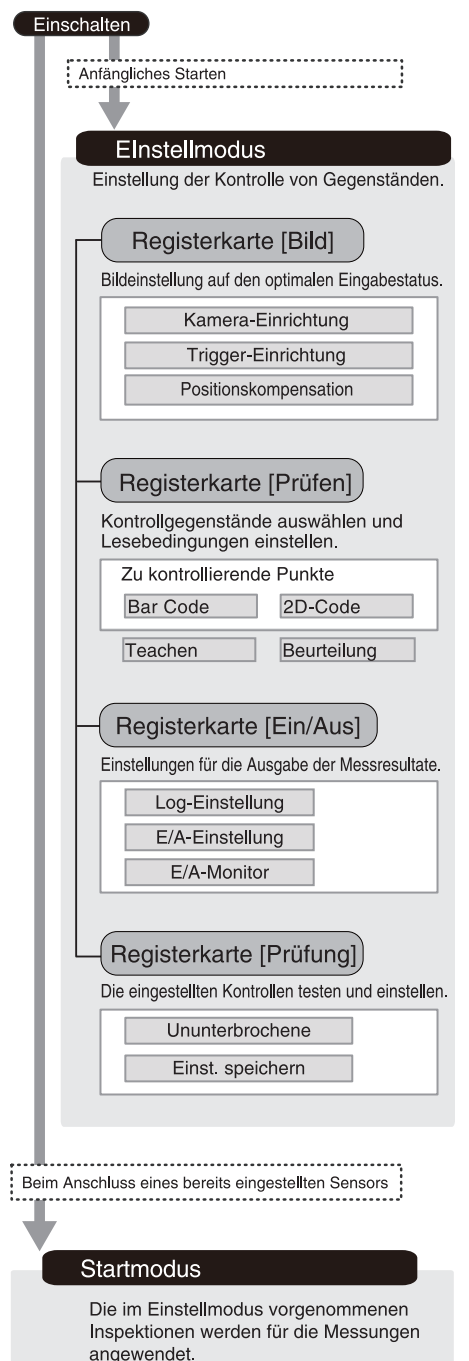 Einschalten
Anfängliches Starten
EInstellmodus
Einstellung der Kontrolle von Gegenständen.
Registerkarte [Bild]
Bildeinstellung auf den optimalen Eingabestatus.
Kamera-Einrichtung
Trigger-Einrichtung
Positionskompensation
Registerkarte [Prüfen]
Kontrollgegenstände auswählen und
Lesebedingungen einstellen.
Zu kontrollierende Punkte
Bar Code 2D-Code
Teachen Beurteilung
Registerkarte [Ein/Aus]
Einstellungen für die Ausgabe der Messresultate.
Log-Einstellung
E/A-Einstellung
E/A-Monitor
Registerkarte [Prüfung]
Die eingestellten Kontrollen testen und einstellen.
Ununterbrochene
Einst. speichern
Beim Anschluss eines bereits eingestellten Sensors
Startmodus
Die im Einstellmodus vorgenommenen
Inspektionen werden für die Messungen
angewendet.